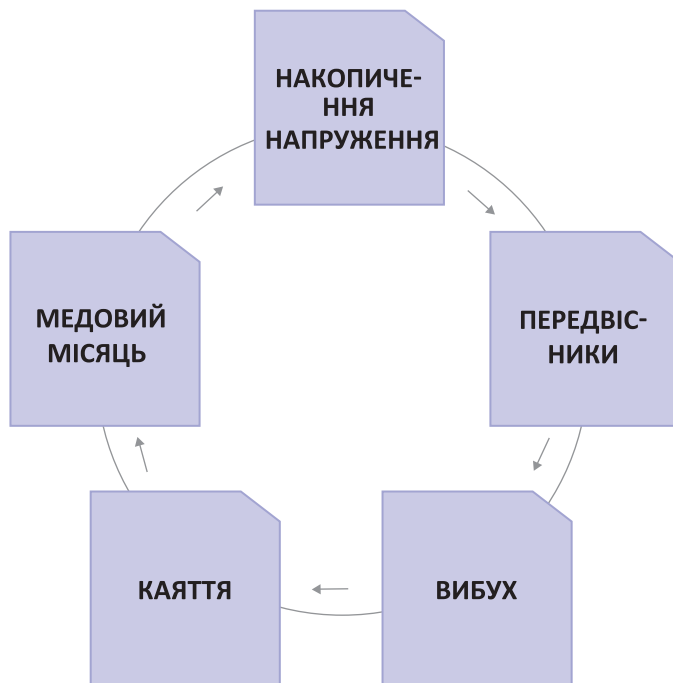 НАКОПИЧЕ-
ННЯ
НАПРУЖЕННЯ
ПЕРЕДВІС-
НИКИ
ВИБУХ
КАЯТТЯ
МЕДОВИЙ
МІСЯЦЬ